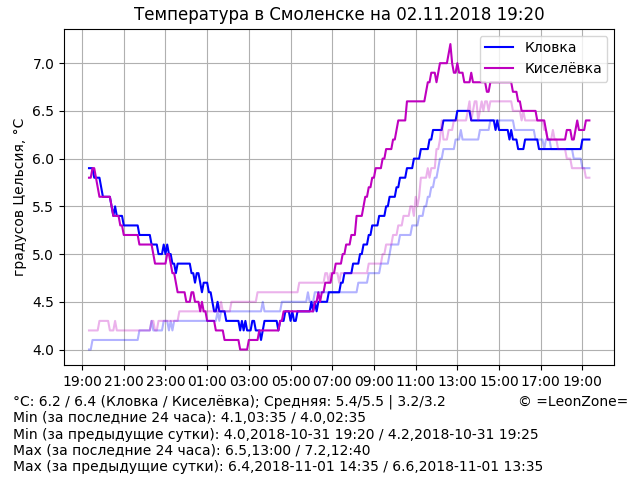 Температура в Смоленске на 02.11.2018 19:20
Кловка
Киселёвка
градусов Цельсия, °C
7.0
6.5
6.0
5.5
5.0
4.5
4.0
19:00 21:00 23:00 01:00 03:00 05:00 07:00 09:00 11:00 13:00 15:00 17:00 19:00
°C: 6.2 / 6.4 (Кловка / Киселёвка); Средняя: 5.4/5.5 | 3.2/3.2 © =LeonZone=
Min (за последние 24 часа): 4.1,03:35 / 4.0,02:35
Min (за предыдущие сутки): 4.0,2018-10-31 19:20 / 4.2,2018-10-31 19:25
Max (за последние 24 часа): 6.5,13:00 / 7.2,12:40
Max (за предыдущие сутки): 6.4,2018-11-01 14:35 / 6.6,2018-11-01 13:35